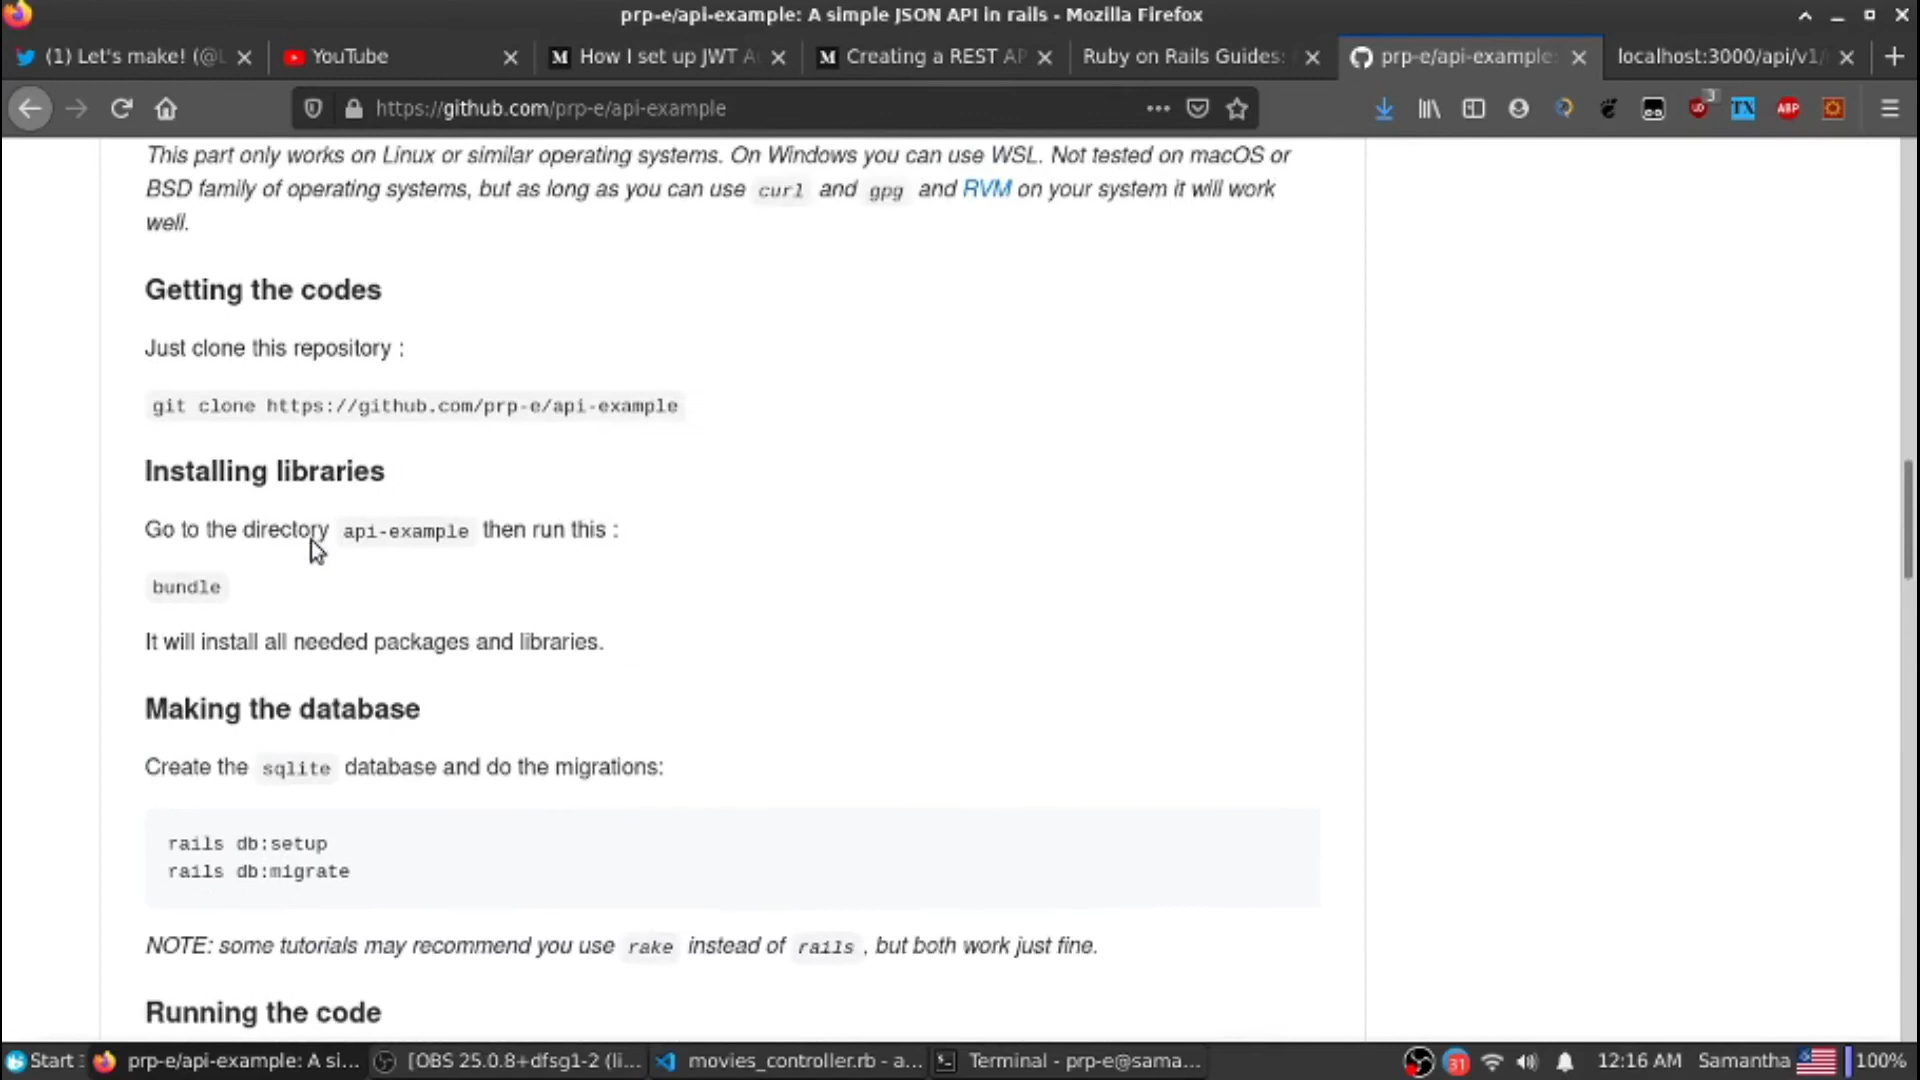 prp-e/api-example: A simple JSON API in rails - Mozilla Firefox
(1) Let's make! (@L
YouTube
How I set up JWT A
Creating a REST AP
Ruby on Rails Guides:
prp-e/api-example:
localhost:3000/api/v1/
https://github.com/prp-e/api-example
3
UD
TX
ABP
This part only works on Linux or similar operating systems. On Windows you can use WSL. Not tested on macOS or
BSD family of operating systems, but as long as you can use curl and gpg and RVM on your system it will work
well.
Getting the codes
Just clone this repository :
git clone https://github.com/prp-e/api-example
Installing libraries
Go to the directory api-example then run this :
bundle
It will install all needed packages and libraries.
Making the database
Create the sqlite database and do the migrations:
rails db:setup
rails db:migrate
NOTE: some tutorials may recommend you use rake instead of rails , but both work just fine.
Running the code
Start
prp-e/api-example: A si...
[OBS 25.0.8+dfsg1-2 (li...
movies_controller.rb - a...
Terminal - prp-e@sama...
31
12:16 AM
Samantha
100%